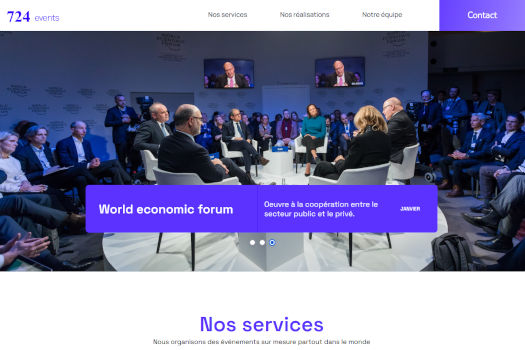 724 events
Nos services
Nos réalisations
Notre équipe
Contact
World economic forum
Oeuvre à la coopération entre le
secteur public et le privé.
JANVIER
Nos services
Nous organisons des événements sur mesure partout dans le monde